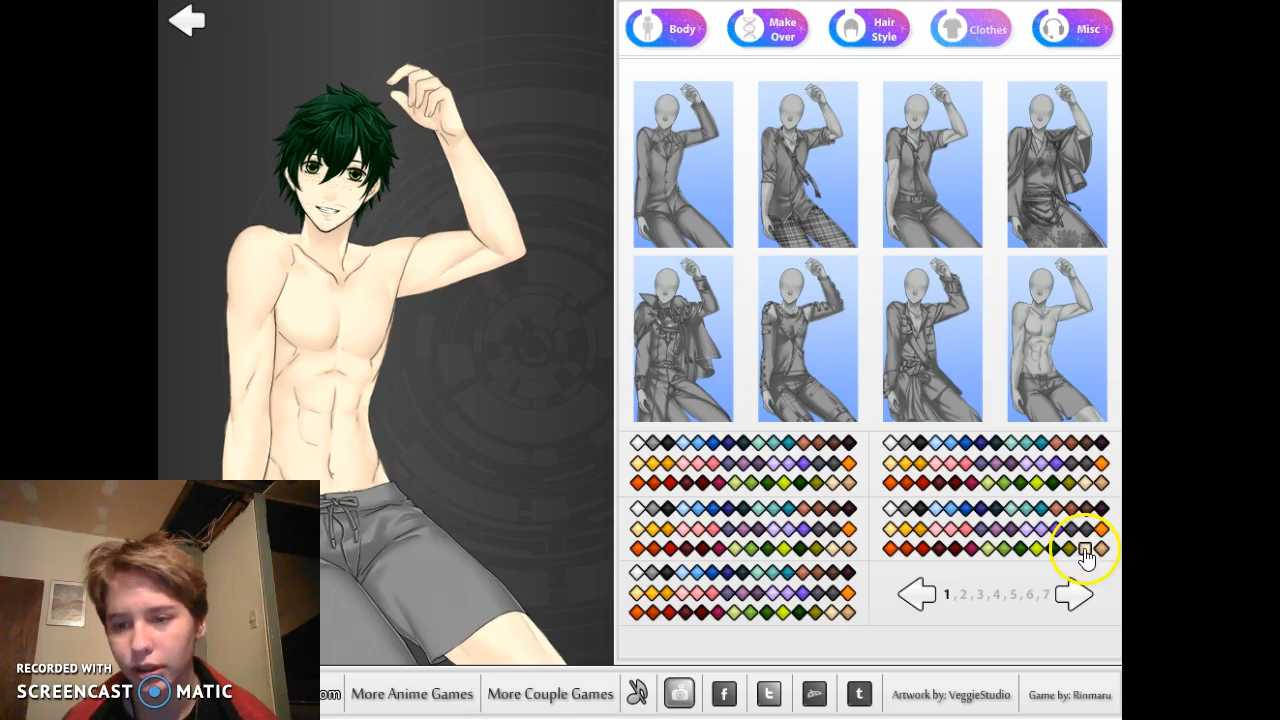 Body
Make Over
Hair Style
Clothes
Misc
1,2,3,4,5,6,7
RECORDED WITH
SCREENCAST MATIC
om
More Anime Games
More Couple Games
f
t
t
Artwork by: VeggieStudio
Game by: Rinmaru